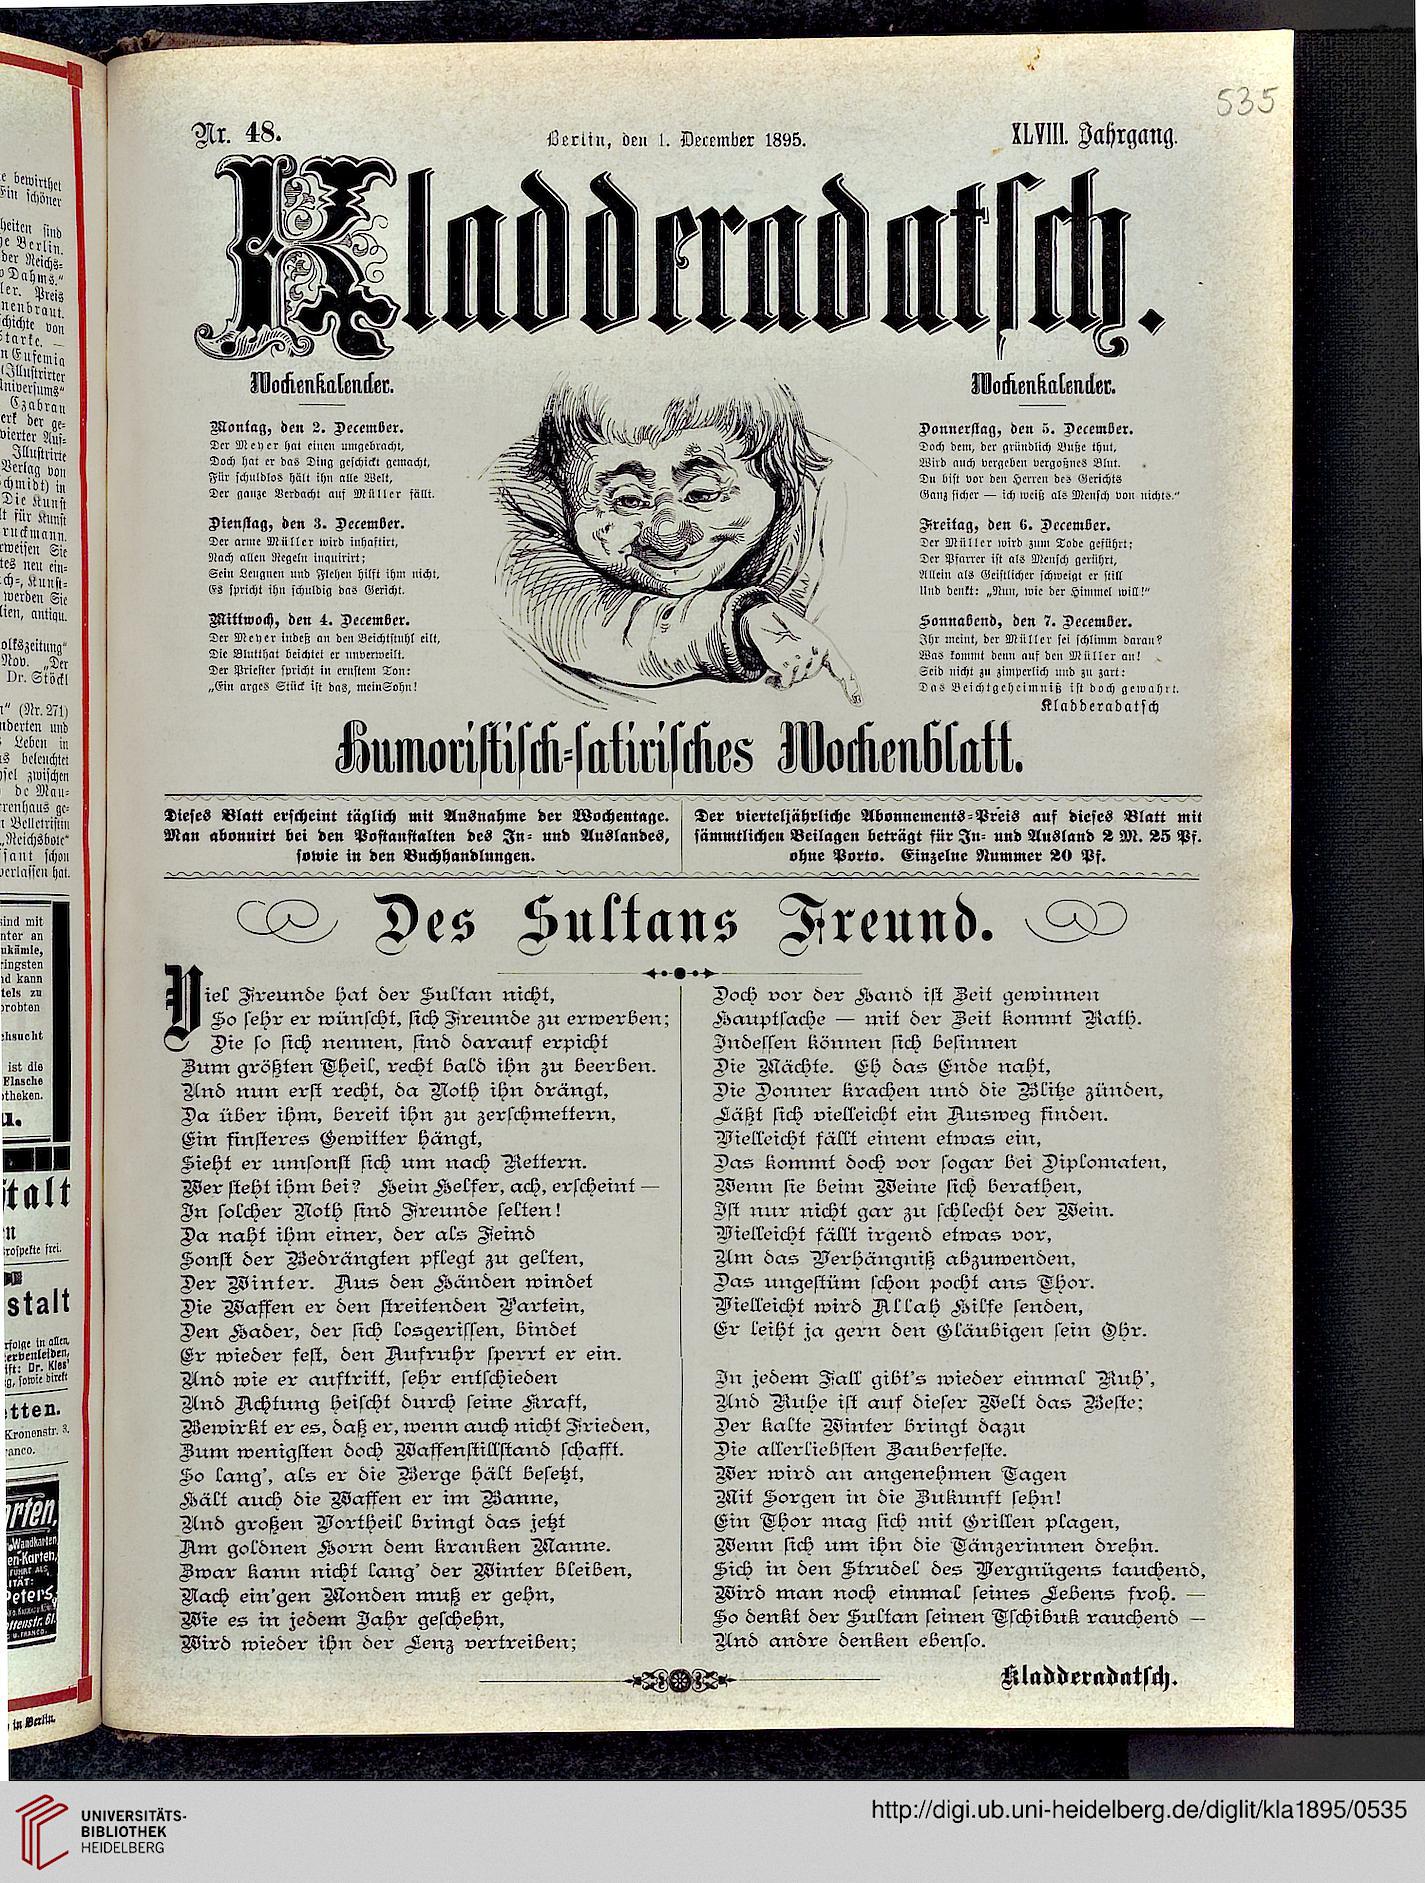 535
Nr. 48.
Berlin, den 1. December 1895.
XLVIII. Jahrgang.
Kladderadatsch.
Wochenkalender.
Montag, den 2. December.
Der Meyer hat einen umgebracht,
Doch hat er das Ding geschickt gemacht,
Für schuldlos hält ihn alle Welt,
Der ganze Verdacht auf Müller fällt.
Dienstag, den 3. December.
Der arme Müller wird inhaftirt,
Nach allen Regeln inquirirt;
Sein Leugnen und Flehen hilft ihm nicht,
Es spricht ihn schuldig das Gericht.
Mittwoch, den 4. December.
Der Meyer indeß an den Beichtstuhl eilt,
Die Blutthat beichtet er unverweilt.
Der Priester spricht in ernstem Ton:
„Ein arges Stück ist das, mein Sohn!
Wochenkalender.
Donnerstag, den 5. December.
Doch dem, der gründlich Buße thut,
Wird auch vergeben vergoßnes Blut.
Du bist vor den Herren des Gerichts
Ganz sicher — ich weiß als Mensch von nichts."
Freitag, den 6. December.
Der Müller wird zum Tode geführt;
Der Pfarrer ist als Mensch gerührt,
Allein als Geistlicher schweigt er still
Und denkt: „Nun, wie der Himmel will!"
Sonnabend, den 7. December.
Ihr meint, der Müller sei schlimm daran?
Was kommt denn auf den Müller an!
Seid nicht zu zimperlich und zu zart:
Das Beichtgeheimniß ist doch gewahrt.
Kladderadatsch
Humoristisch-satirisches Wochenblatt.
Dieses Blatt erscheint täglich mit Ausnahme der Wochentage.
Man abonnirt bei den Postanstalten des In- und Auslandes,
sowie in den Buchhandlungen.
Der vierteljährliche Abonnements-Preis auf dieses Blatt mit
sämmtlichen Beilagen beträgt für In- und Ausland 2 M. 25 Pf.
ohne Porto. Einzelne Nummer 20 Pf.
Des Sultans Freund.
Viel Freunde hat der Sultan nicht,
So sehr er wünscht, sich Freunde zu erwerben;
Die so sich nennen, sind darauf erpicht
Zum größten Theil, recht bald ihn zu beerben.
Und nun erst recht, da Noth ihn drängt,
Da über ihm, bereit ihn zu zerschmettern,
Ein finsteres Gewitter hängt,
Sieht er umsonst sich um nach Rettern.
Wer steht ihm bei? Kein Helfer, ach, erscheint —
In solcher Noth sind Freunde selten!
Da naht ihm einer, der als Feind
Sonst der Bedrängten pflegt zu gelten,
Der Winter. Aus den Händen windet
Die Waffen er den streitenden Partein,
Den Hader, der sich losgerissen, bindet
Er wieder fest, den Aufruhr sperrt er ein.
Und wie er auftritt, sehr entschieden
Und Achtung heischt durch seine Kraft,
Bewirkt er es, daß er, wenn auch nicht Frieden,
Zum wenigsten doch Waffenstillstand schafft.
So lang', als er die Berge hält besetzt,
Hält auch die Waffen er im Banne,
Und großen Vortheil bringt das jetzt
Am goldnen Horn dem kranken Manne.
Zwar kann nicht lang' der Winter bleiben,
Nach ein'gen Monden muß er gehn,
Wie es in jedem Jahr geschehn,
Wird wieder ihn der Lenz vertreiben;
Doch vor der Hand ist Zeit gewinnen
Hauptsache — mit der Zeit kommt Rath.
Indessen können sich besinnen
Die Mächte. Eh das Ende naht,
Die Donner krachen und die Blitze zünden,
Läßt sich vielleicht ein Ausweg finden.
Vielleicht fällt einem etwas ein,
Das kommt doch vor sogar bei Diplomaten,
Wenn sie beim Weine sich berathen,
Ist nur nicht gar zu schlecht der Wein.
Vielleicht fällt irgend etwas vor,
Um das Verhängniß abzuwenden,
Das ungestüm schon pocht ans Thor.
Vielleicht wird Allah Hilfe senden,
Er leiht ja gern den Gläubigen sein Ohr.
In jedem Fall gibt's wieder einmal Ruh',
Und Ruhe ist auf dieser Welt das Beste;
Der kalte Winter bringt dazu
Die allerliebsten Zauberfeste.
Wer wird an angenehmen Tagen
Mit Sorgen in die Zukunft sehn!
Ein Thor mag sich mit Grillen plagen,
Wenn sich um ihn die Tänzerinnen drehn.
Sich in den Strudel des Vergnügens tauchend,
Wird man noch einmal seines Lebens froh. —
So denkt der Sultan seinen Tschibuk rauchend —
Und andre denken ebenso.
Kladderadatsch.
UNIVERSITÄTS-
BIBLIOTHEK
HEIDELBERG
http://digi.ub.uni-heidelberg.de/diglit/kla1895/0535